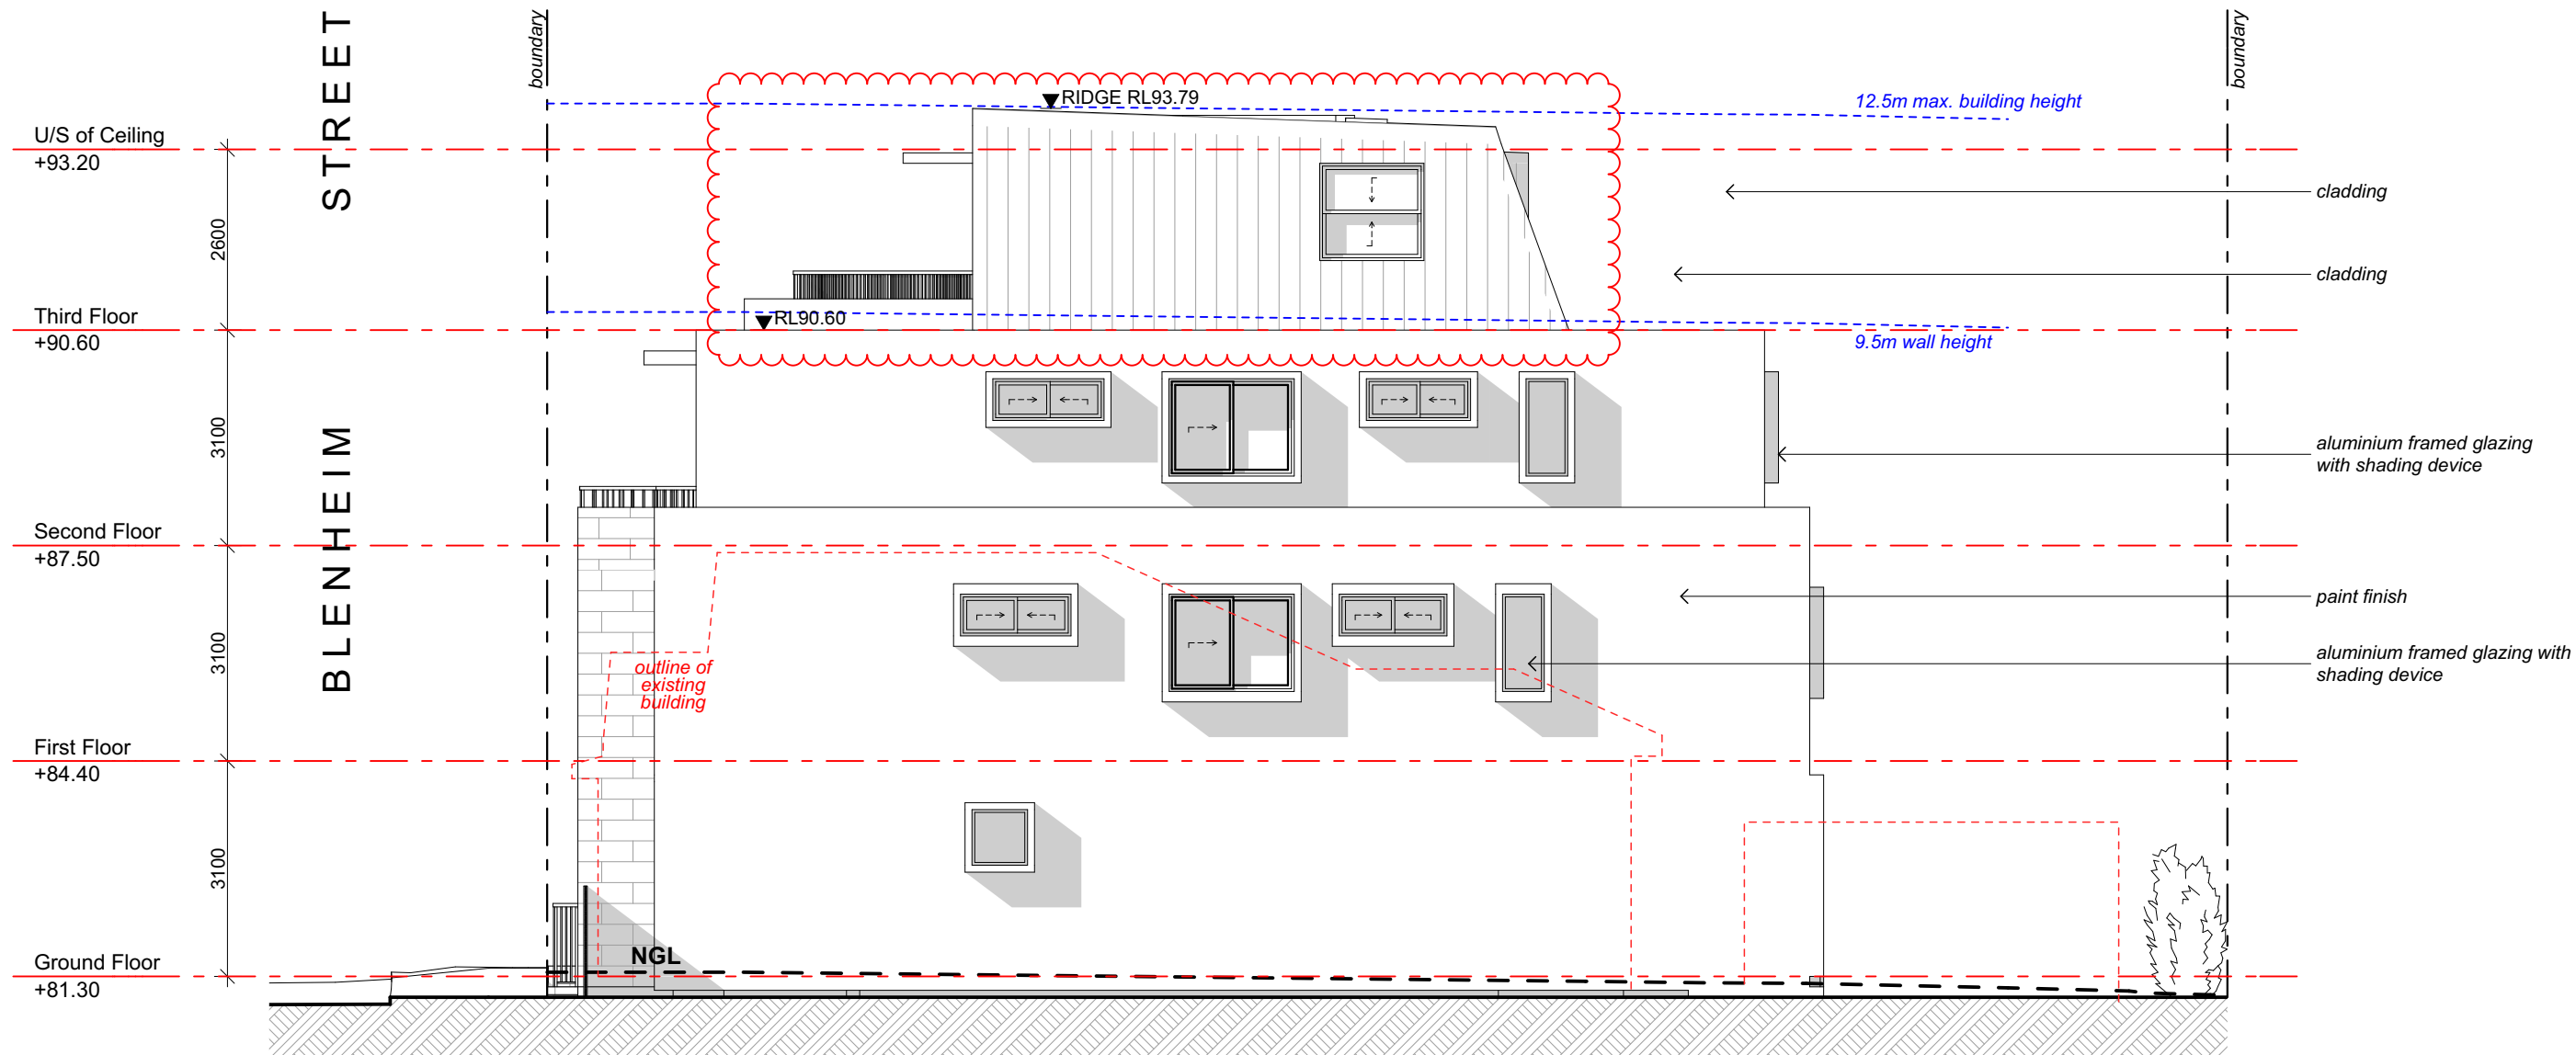 BLENHEIM STREET
boundary
boundary
RIDGE RL93.79
12.5m max. building height
U/S of Ceiling
+93.20
cladding
2600
cladding
Third Floor
+90.60
RL90.60
9.5m wall height
3100
aluminium framed glazing
with shading device
Second Floor
+87.50
paint finish
3100
outline of
existing
building
aluminium framed glazing with
shading device
First Floor
+84.40
3100
NGL
Ground Floor
+81.30